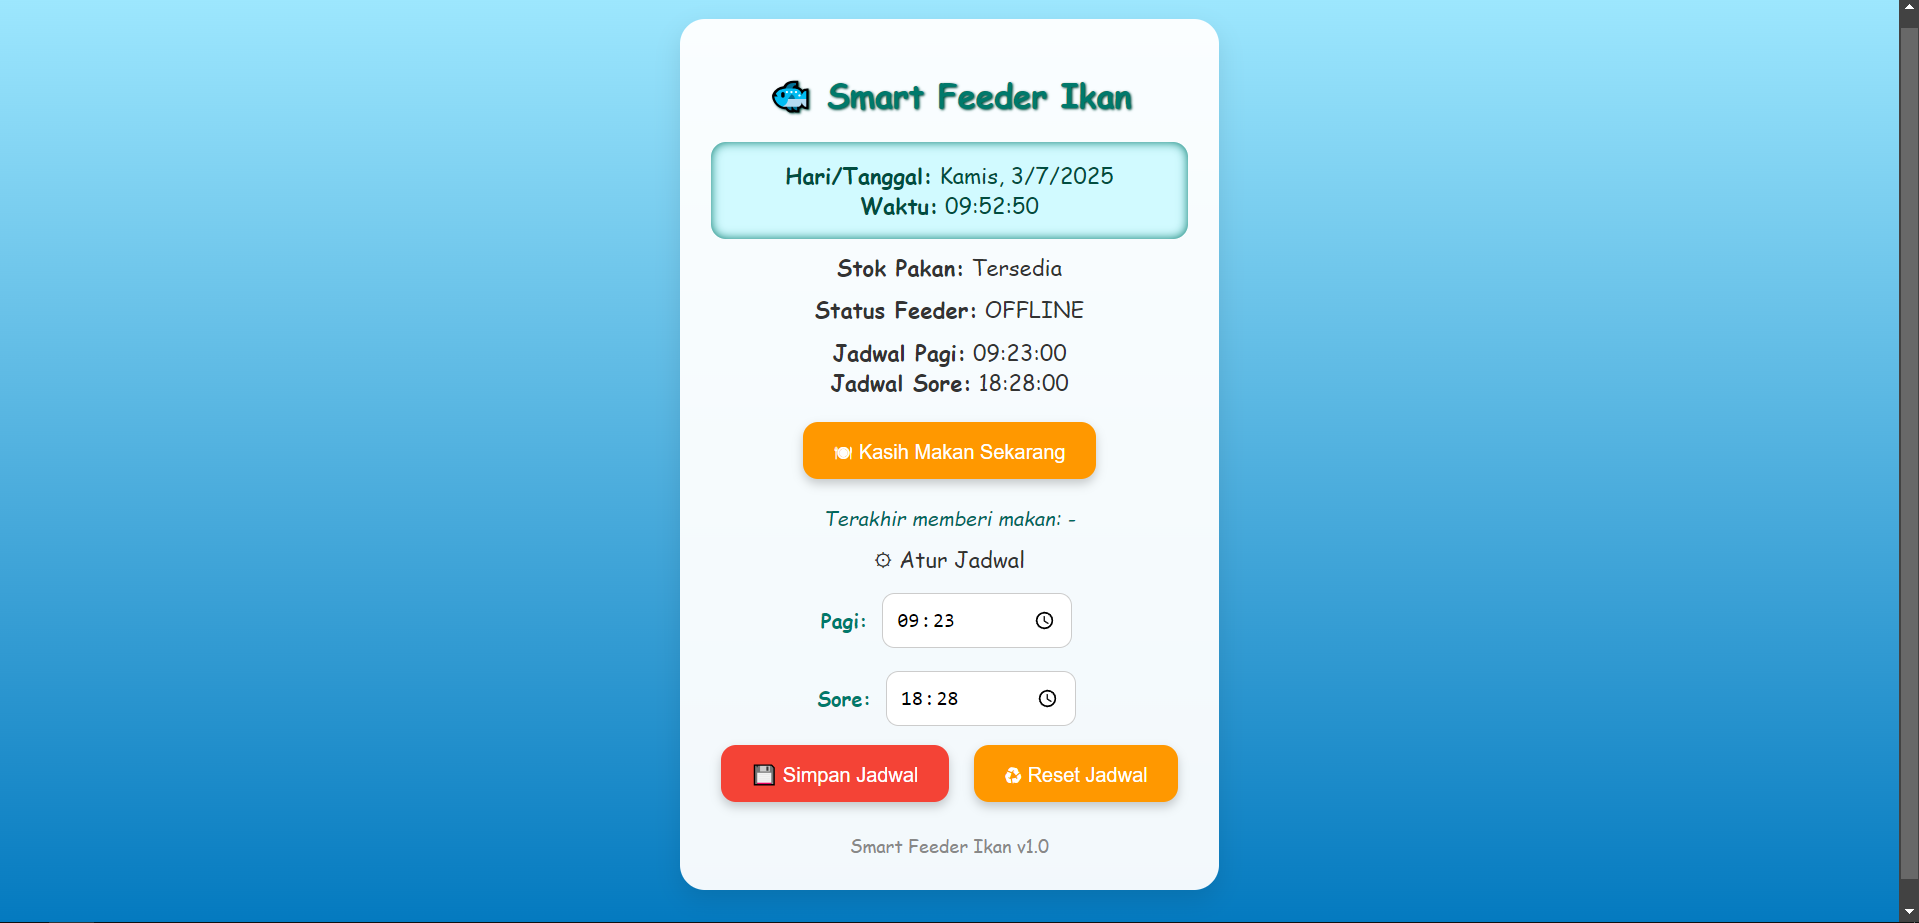 Smart Feeder Ikan
Hari/Tanggal: Kamis, 3/7/2025
Waktu: 09:52:50
Stok Pakan: Tersedia
Status Feeder: OFFLINE
Jadwal Pagi: 09:23:00
Jadwal Sore: 18:28:00
Kasih Makan Sekarang
Terakhir memberi makan: -
Atur Jadwal
Pagi: 09:23
Sore: 18:28
Simpan Jadwal Reset Jadwal
Smart Feeder Ikan v1.0